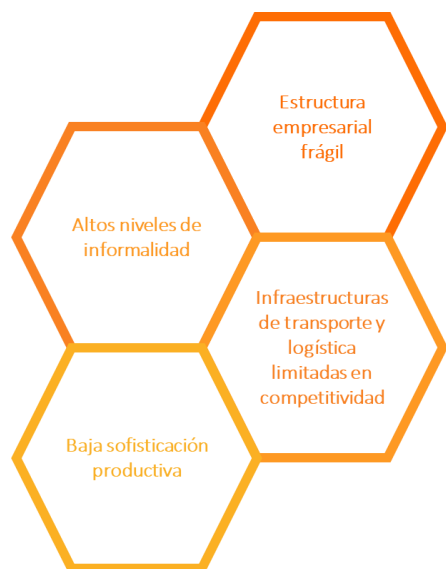 Estructura
empresarial
frágil
Altos niveles de
informalidad
Infraestructuras
de transporte y
logística
limitadas en
competitividad
Baja sofisticación
productiva